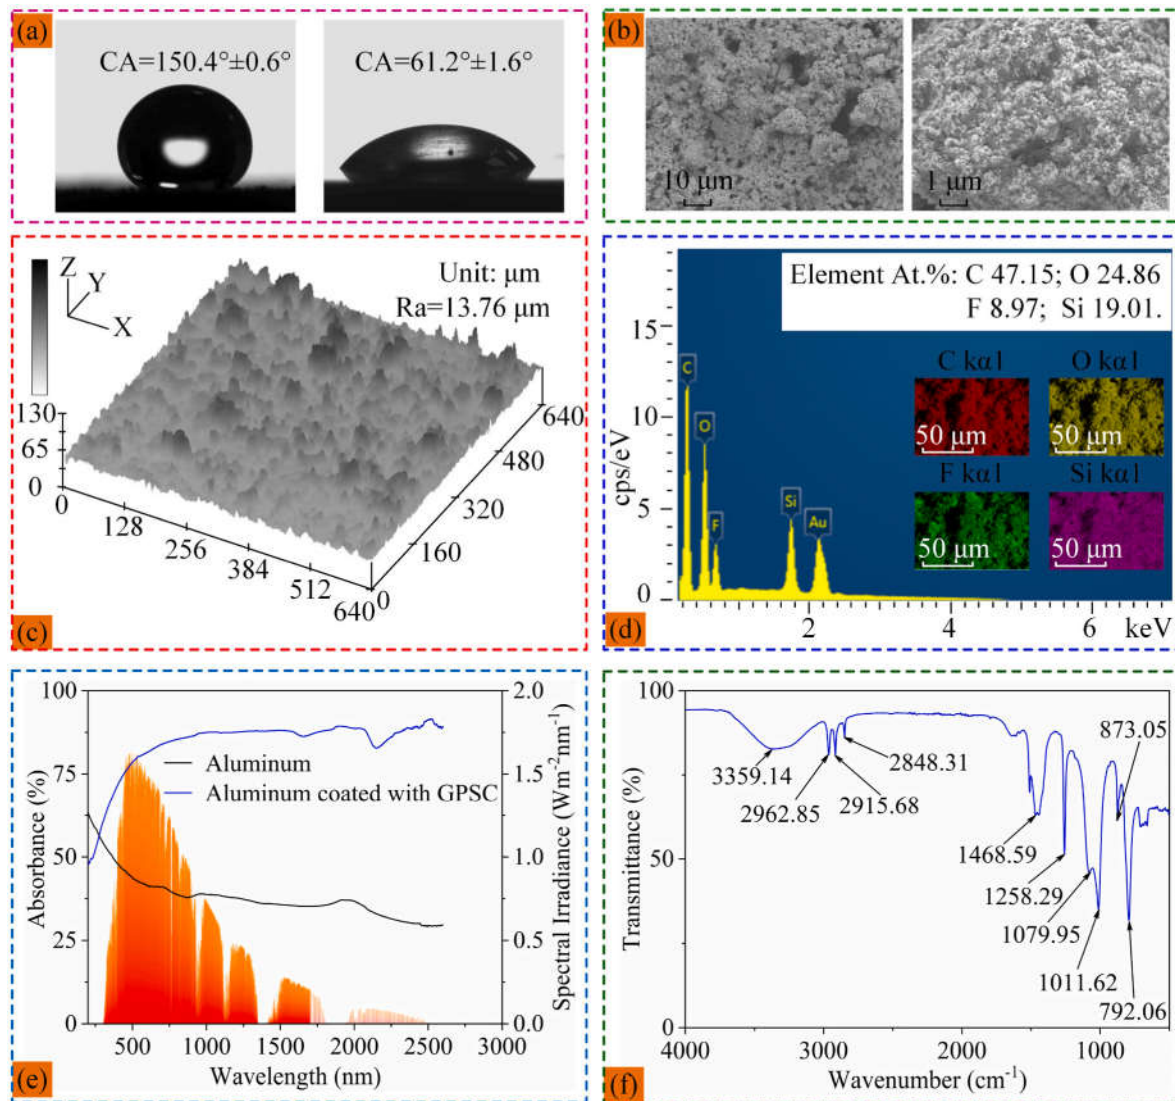 (a)
CA=150.4°±0.6°
CA=61.2°±1.6°
(b)
10 μm
1 μm
(c)
Z
Y
X
Unit: μm
Ra=13.76 μm
130
65
0
0
128
256
384
512
640
0
160
320
480
640
(d)
Element At.%: C 47.15; O 24.86
F 8.97; Si 19.01.
cps/eV
15
10
5
0
C
O
F
Si
Au
C kα1
O kα1
50 μm
50 μm
F kα1
Si kα1
50 μm
50 μm
2
4
6
keV
(e)
Absorbance (%)
100
75
50
25
0
Aluminum
Aluminum coated with GPSC
2.0
1.5
1.0
0.5
0.0
Spectral Irradiance (Wm⁻²nm⁻¹)
500
1000
1500
2000
2500
3000
Wavelength (nm)
(f)
Transmittance (%)
100
50
0
3359.14
2962.85
2915.68
2848.31
1468.59
1258.29
1079.95
1011.62
873.05
792.06
4000
3000
2000
1000
Wavenumber (cm⁻¹)